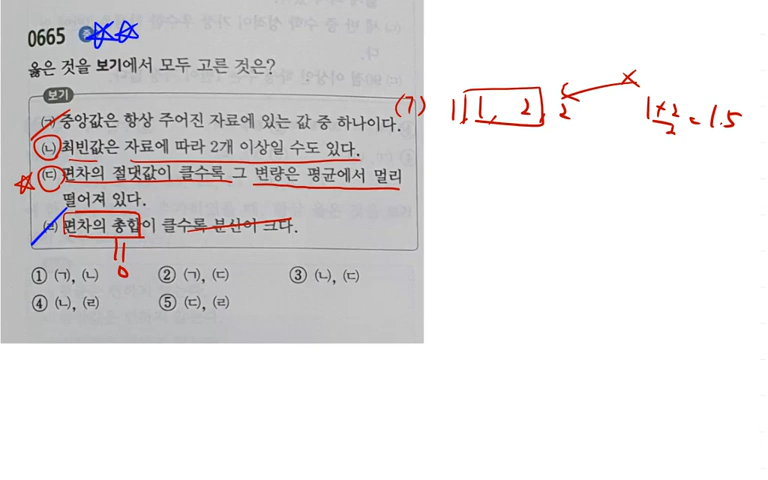 0665 중
옳은 것을 보기에서 모두 고른 것은?
보기
(ㄱ) 중앙값은 항상 주어진 자료에 있는 값 중 하나이다.
(ㄴ) 최빈값은 자료에 따라 2개 이상일 수도 있다.
(ㄷ) 편차의 절댓값이 클수록 그 변량은 평균에서 멀리
떨어져 있다.
(ㄹ) 편차의 총합이 클수록 분산이 크다.
0
① (ㄱ), (ㄴ) ② (ㄱ), (ㄷ) ③ (ㄴ), (ㄷ)
④ (ㄴ), (ㄹ) ⑤ (ㄷ), (ㄹ)
(ㄱ) 1, 1, 2, 2
1+2/2 = 1.5